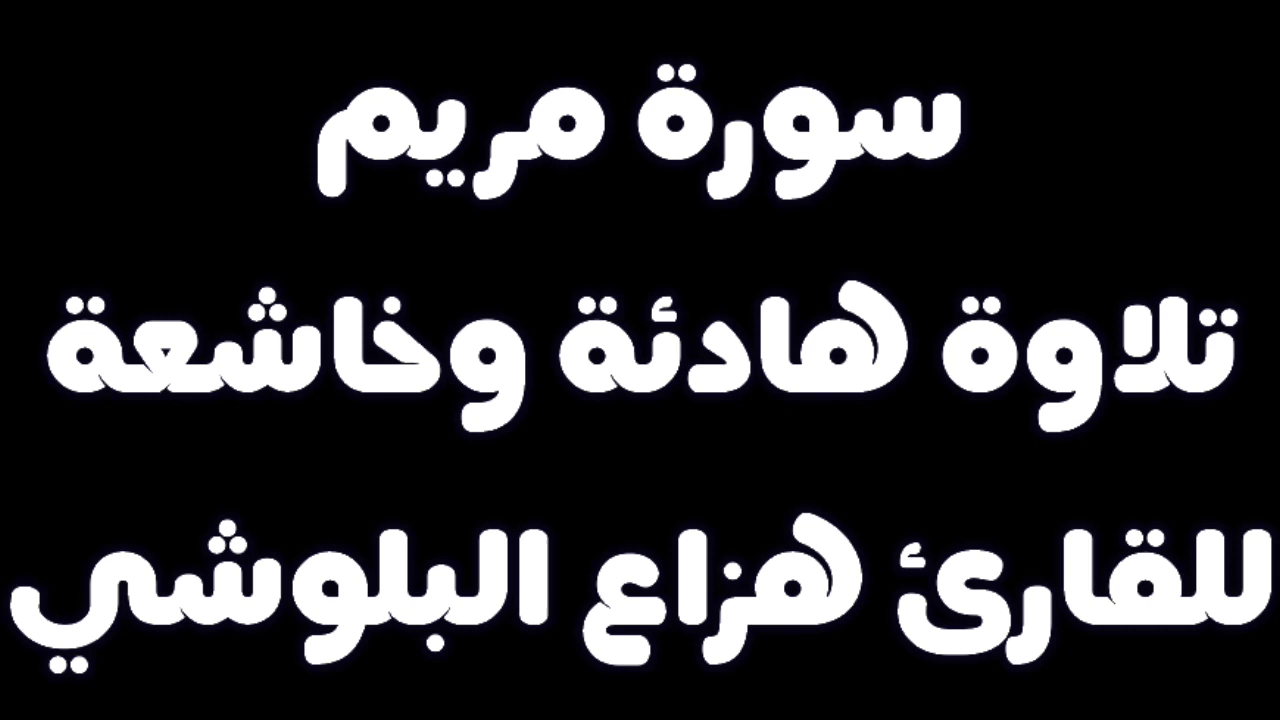 سورة مريم
تلاوة هادئة وخاشعة
للقارئ هزاع البلوشي